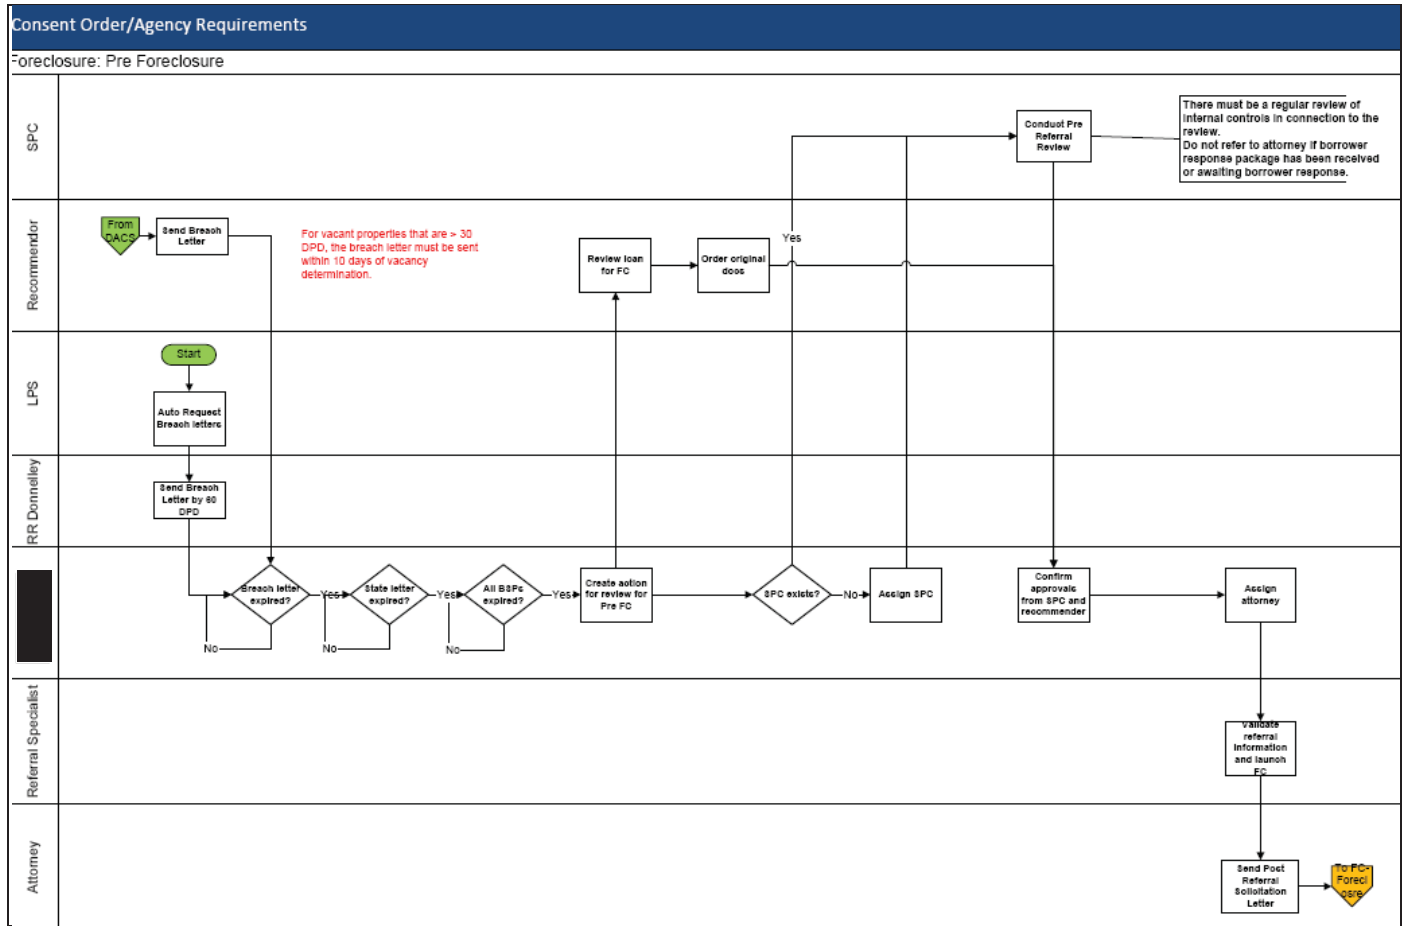 Consent Order/Agency Requirements
Foreclosure: Pre Foreclosure
SPC
Conduct Pre
Referral
Review
There must be a regular review of
internal controls in connection to the
review.
Do not refer to attorney if borrower
response package has been received
or awaiting borrower response.
Recommendor
From
DACS
Send Breach
Letter
For vacant properties that are > 30
DPD, the breach letter must be sent
within 10 days of vacancy
determination.
Review loan
for FC
Order original
docs
Yes
LPS
Start
Auto Request
Breach letters
RR Donnelley
Send Breach
Letter by 60
DPD
Breach letter
expired?
Yes
No
State letter
expired?
Yes
No
All BSPs
expired?
Yes
No
Create action
for review for
Pre FC
SPC exists?
No
Assign SPC
Confirm
approvals
from SPC and
recommender
Assign
attorney
Referral Specialist
Validate
referral
information
and launch
FC
Attorney
Send Post
Referral
Solicitation
Letter
To FC-
Forecl
osre